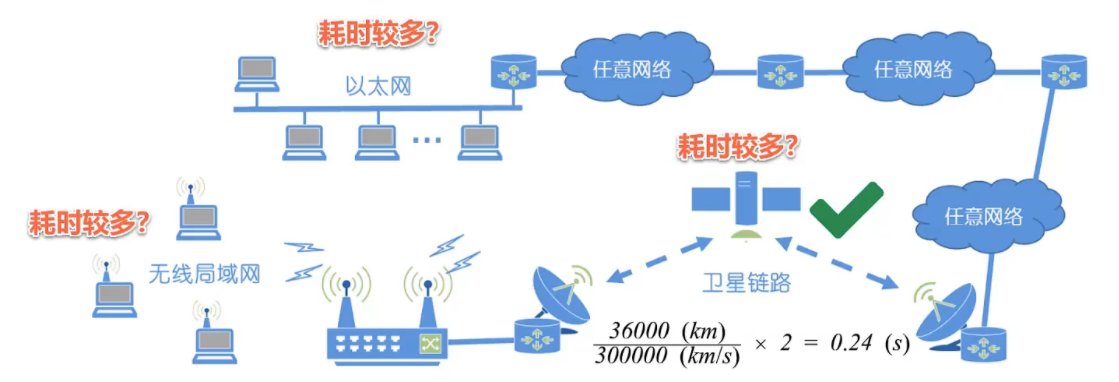 耗时较多?
以太网
任意网络
任意网络
耗时较多?
任意网络
耗时较多?
无线局域网
卫星链路
36000 (km)
300000 (km/s)
× 2 = 0.24 (s)